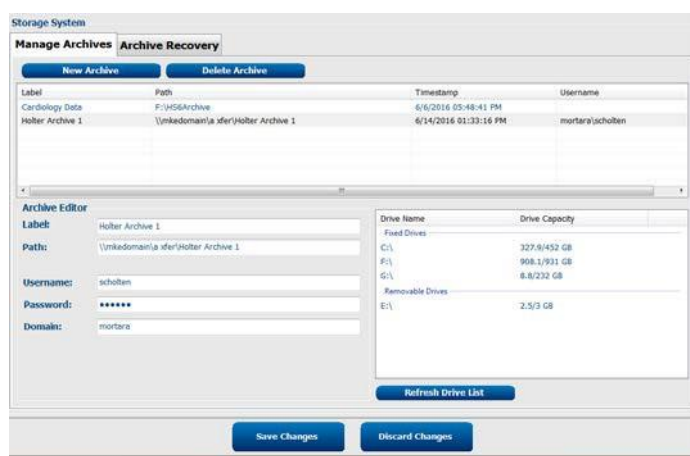 Storage System
Manage Archives Archive Recovery
New Archive Delete Archive
Label Path Timestamp Username
Cardiology Data F:\HS6Archive 6/6/2016 05:48:41 PM
Holter Archive 1 \\mkedomain\a xfer\Holter Archive 1 6/14/2016 01:33:16 PM mortara\scholten
Archive Editor
Label: Holter Archive 1
Path: \\mkedomain\a xfer\Holter Archive 1
Username: scholten
Password: ••••••
Domain: mortara
Drive Name Drive Capacity
Fixed Drives
C:\ 327.9/452 GB
F:\ 908.1/931 GB
G:\ 8.8/232 GB
Removable Drives
E:\ 2.5/3 GB
Refresh Drive List
Save Changes Discard Changes